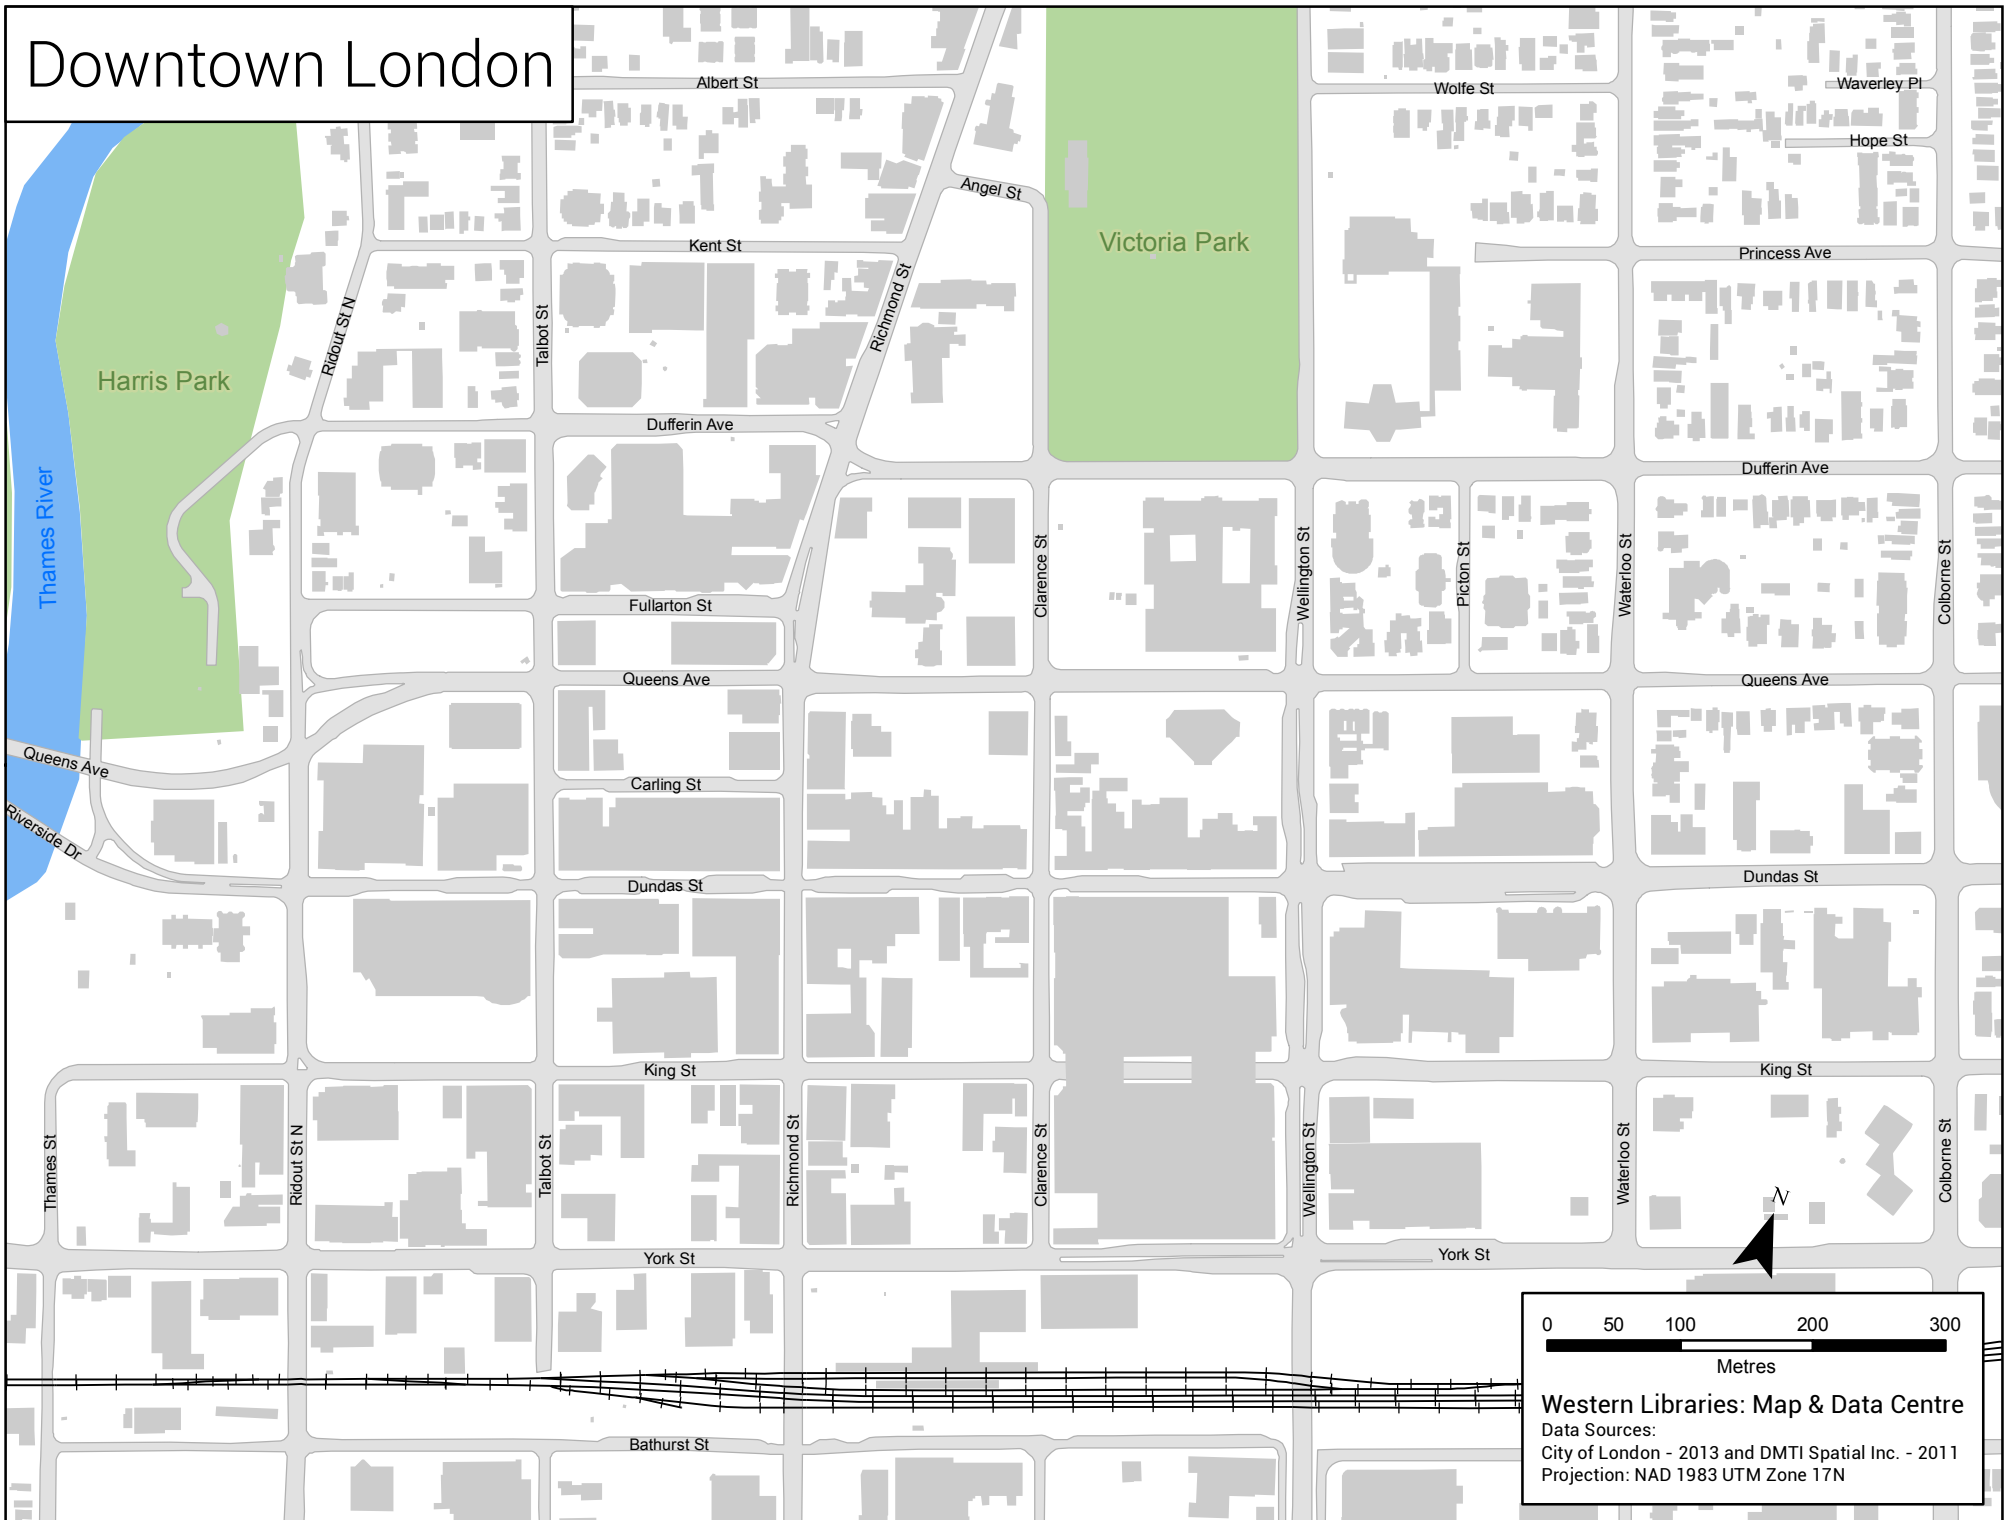 Downtown London
Albert St
Wolfe St
Waverley Pl
Hope St
Angel St
Kent St
Victoria Park
Princess Ave
Richmond St
Ridout St N
Talbot St
Harris Park
Dufferin Ave
Dufferin Ave
Thames River
Clarence St
Wellington St
Picton St
Waterloo St
Colborne St
Fullarton St
Queens Ave
Queens Ave
Queens Ave
Carling St
Riverside Dr
Dundas St
Dundas St
King St
King St
Thames St
Ridout St N
Talbot St
Richmond St
Clarence St
Wellington St
Waterloo St
Colborne St
N
York St
York St
0 50 100 200 300
Metres
Western Libraries: Map & Data Centre
Data Sources:
City of London - 2013 and DMTI Spatial Inc. - 2011
Projection: NAD 1983 UTM Zone 17N
Bathurst St